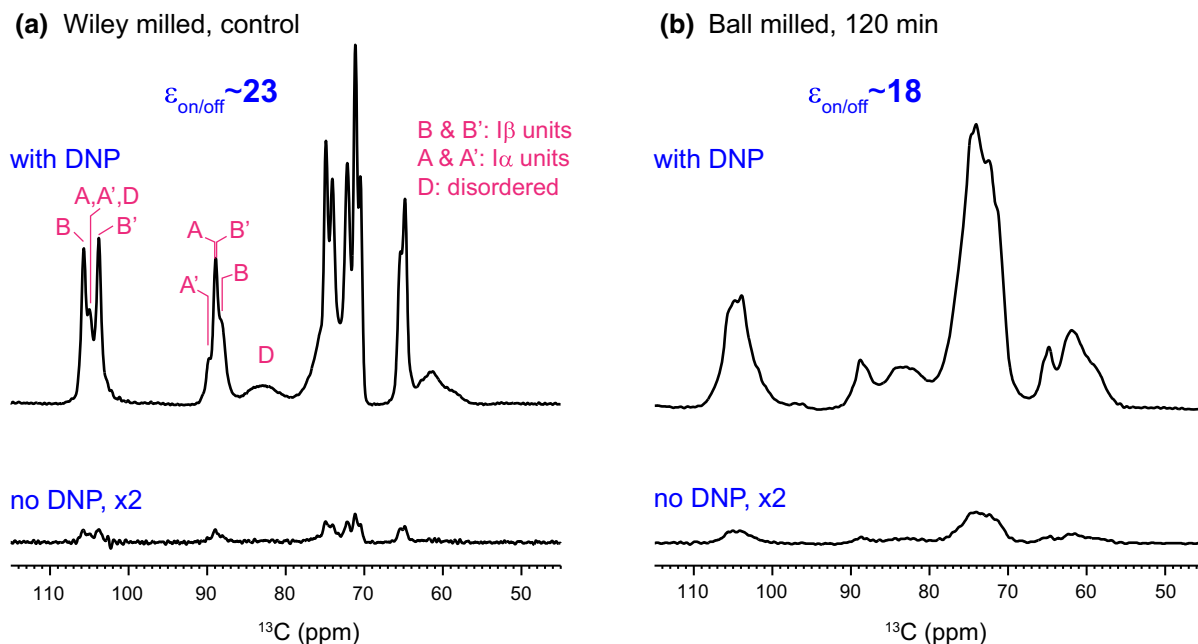 (a) Wiley milled, control
εon/off~23
with DNP
B & B’: Iβ units
A & A’: Iα units
D: disordered
A,A’,D
B
B’
A
B’
A’
B
D
no DNP, x2
110 100 90 80 70 60 50
13C (ppm)
(b) Ball milled, 120 min
εon/off~18
with DNP
no DNP, x2
110 100 90 80 70 60 50
13C (ppm)